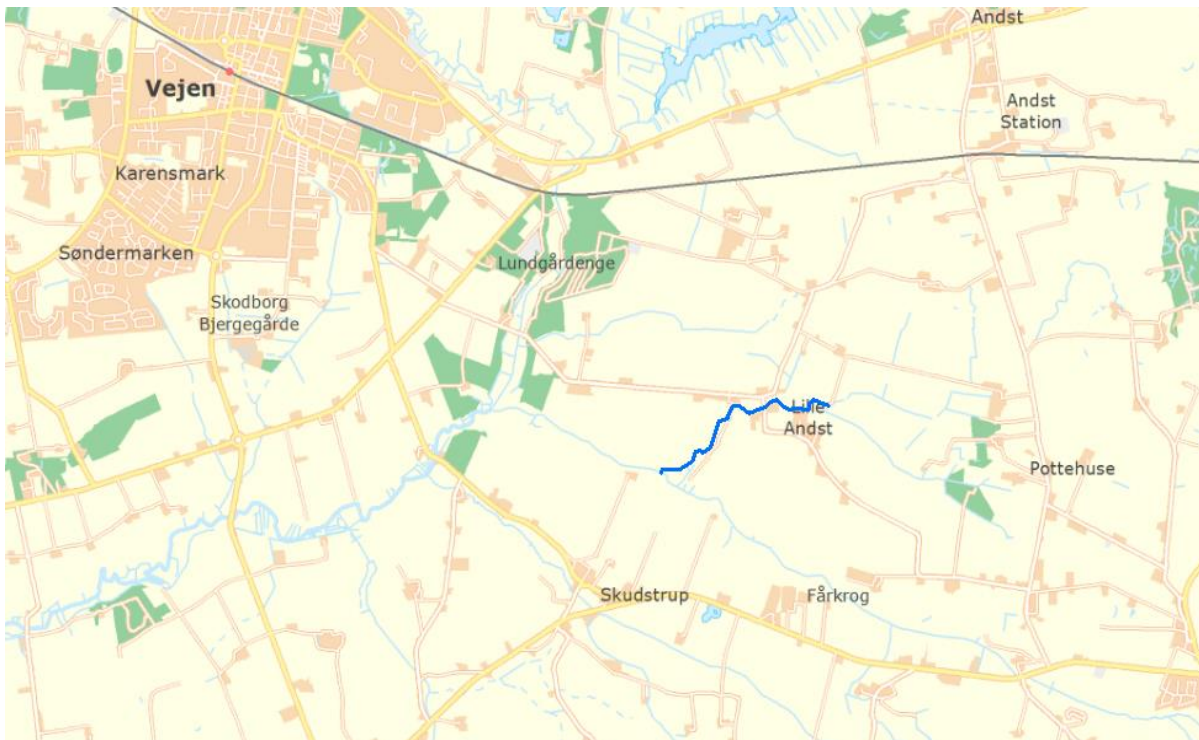 Andst
Vejen
Andst
Station
Karensmark
Søndermarken
Lundgårdenge
Skodborg
Bjergegårde
Lille
Andst
Pottehuse
Skudstrup
Fårkrog